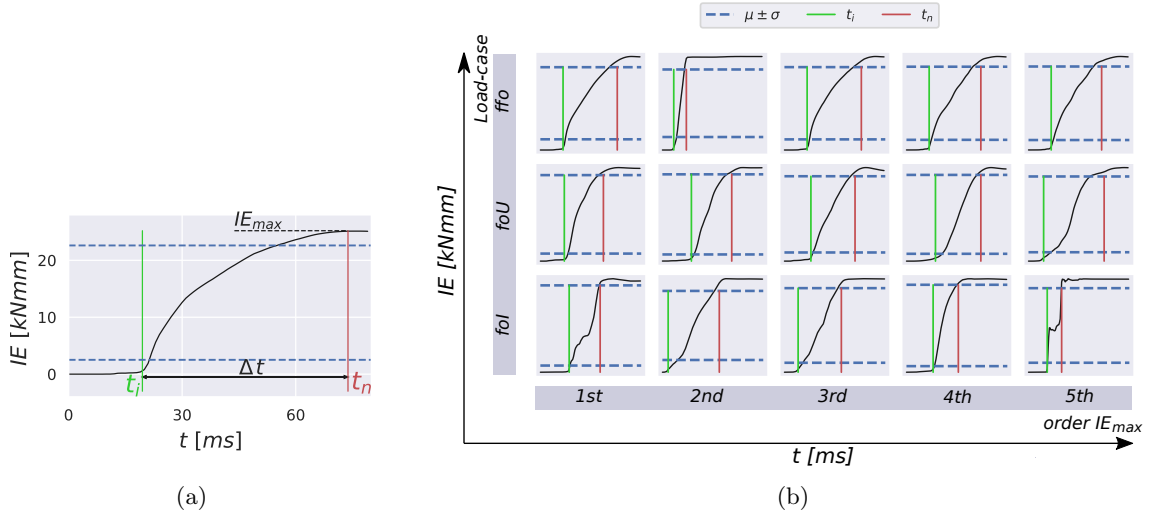 IE_max
IE [kNmm]
20
10
0
Δt
t_i
t_n
0
30
60
t [ms]
(a)
μ ± σ
t_i
t_n
Load-case
ffo
foU
foI
IE [kNmm]
1st
2nd
3rd
4th
5th
order IE_max
t [ms]
(b)